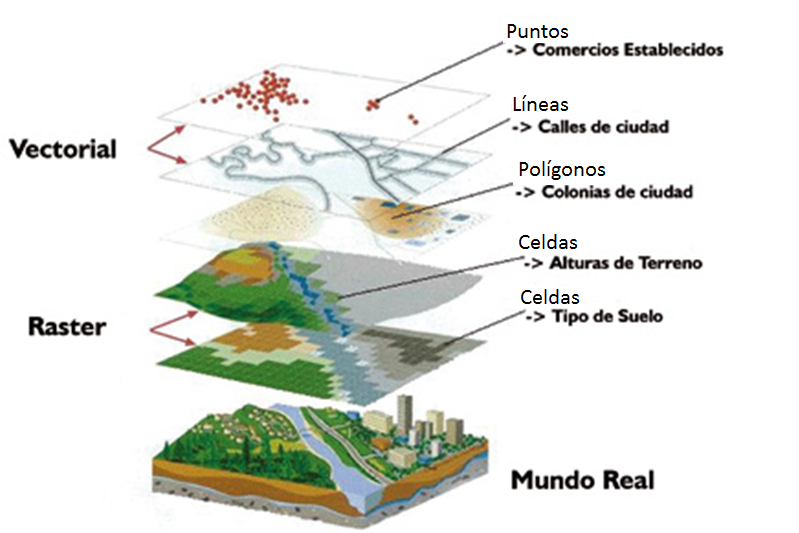 Puntos
-> Comercios Establecidos
Líneas
-> Calles de ciudad
Vectorial
Polígonos
-> Colonias de ciudad
Celdas
-> Alturas de Terreno
Celdas
-> Tipo de Suelo
Raster
Mundo Real